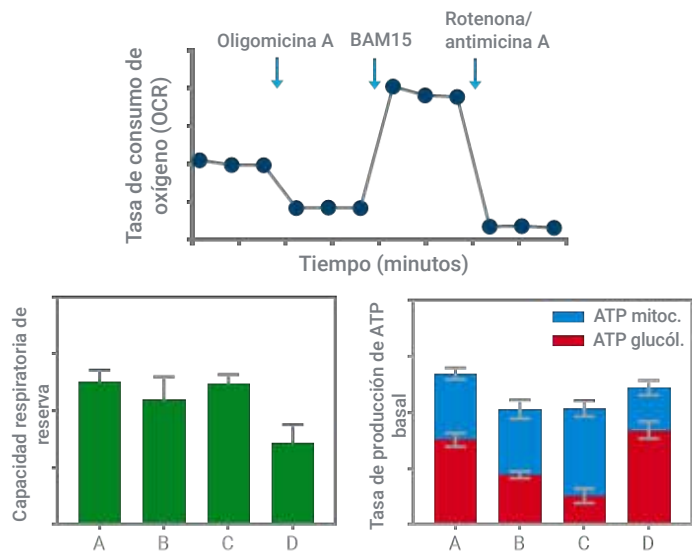 Oligomicina A
BAM15
Rotenona/
antimicina A
Tasa de consumo de
oxígeno (OCR)
Tiempo (minutos)
Capacidad respiratoria de
reserva
A
B
C
D
Tasa de producción de ATP
basal
ATP mitoc.
ATP glucól.
A
B
C
D